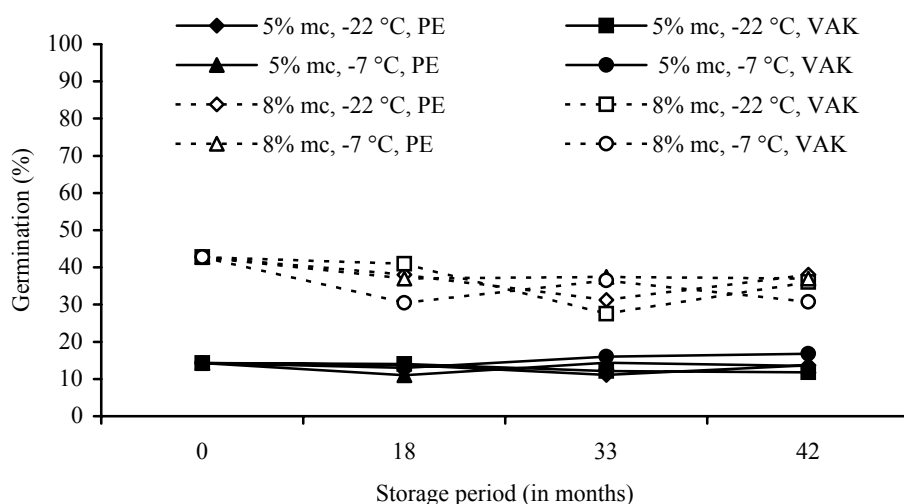 5% mc, -22 °C, PE 5% mc, -22 °C, VAK
5% mc, -7 °C, PE 5% mc, -7 °C, VAK
8% mc, -22 °C, PE 8% mc, -22 °C, VAK
8% mc, -7 °C, PE 8% mc, -7 °C, VAK
Germination (%)
100
90
80
70
60
50
40
30
20
10
0
0 18 33 42
Storage period (in months)